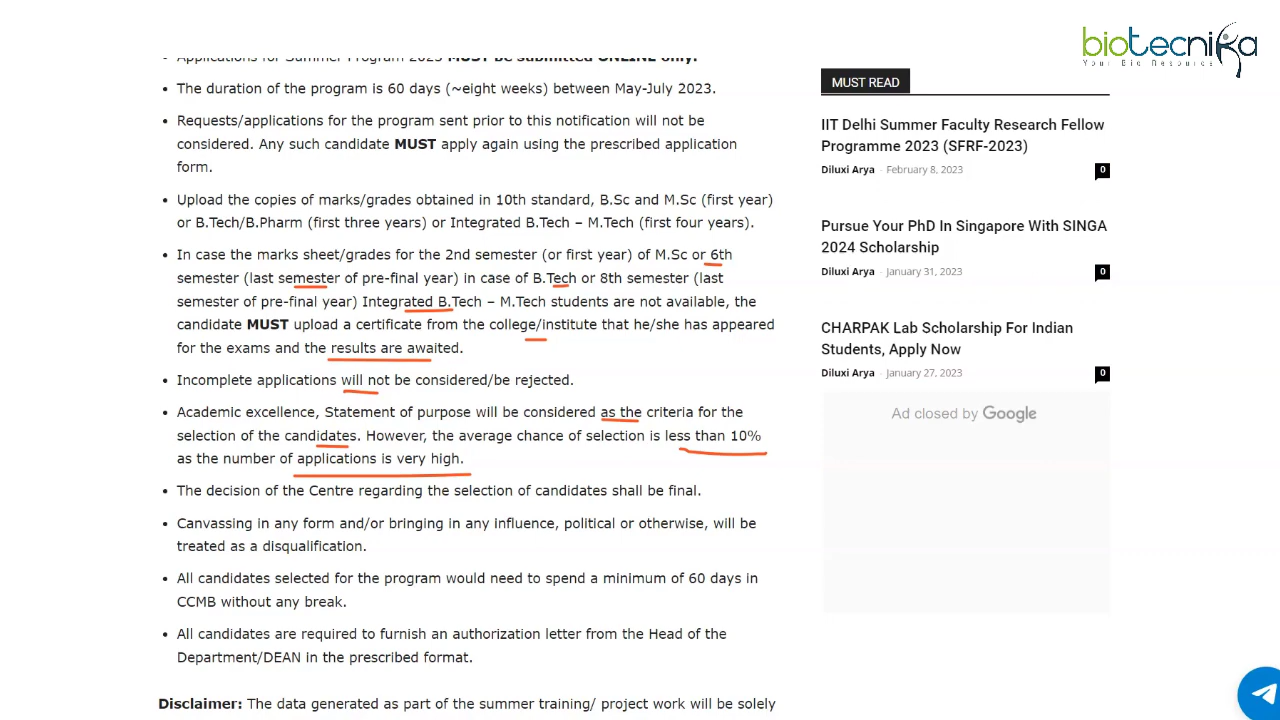 biotecnika
Your Bio Resource
Applications for Summer Program 2023 MUST be submitted ONLINE only.
The duration of the program is 60 days (~eight weeks) between May-July 2023.
Requests/applications for the program sent prior to this notification will not be
considered. Any such candidate MUST apply again using the prescribed application
form.
Upload the copies of marks/grades obtained in 10th standard, B.Sc and M.Sc (first year)
or B.Tech/B.Pharm (first three years) or Integrated B.Tech – M.Tech (first four years).
In case the marks sheet/grades for the 2nd semester (or first year) of M.Sc or 6th
semester (last semester of pre-final year) in case of B.Tech or 8th semester (last
semester of pre-final year) Integrated B.Tech – M.Tech students are not available, the
candidate MUST upload a certificate from the college/institute that he/she has appeared
for the exams and the results are awaited.
Incomplete applications will not be considered/be rejected.
Academic excellence, Statement of purpose will be considered as the criteria for the
selection of the candidates. However, the average chance of selection is less than 10%
as the number of applications is very high.
The decision of the Centre regarding the selection of candidates shall be final.
Canvassing in any form and/or bringing in any influence, political or otherwise, will be
treated as a disqualification.
All candidates selected for the program would need to spend a minimum of 60 days in
CCMB without any break.
All candidates are required to furnish an authorization letter from the Head of the
Department/DEAN in the prescribed format.
Disclaimer: The data generated as part of the summer training/ project work will be solely
MUST READ
IIT Delhi Summer Faculty Research Fellow
Programme 2023 (SFRF-2023)
Diluxi Arya - February 8, 2023 0
Pursue Your PhD In Singapore With SINGA
2024 Scholarship
Diluxi Arya - January 31, 2023 0
CHARPAK Lab Scholarship For Indian
Students, Apply Now
Diluxi Arya - January 27, 2023 0
Ad closed by Google